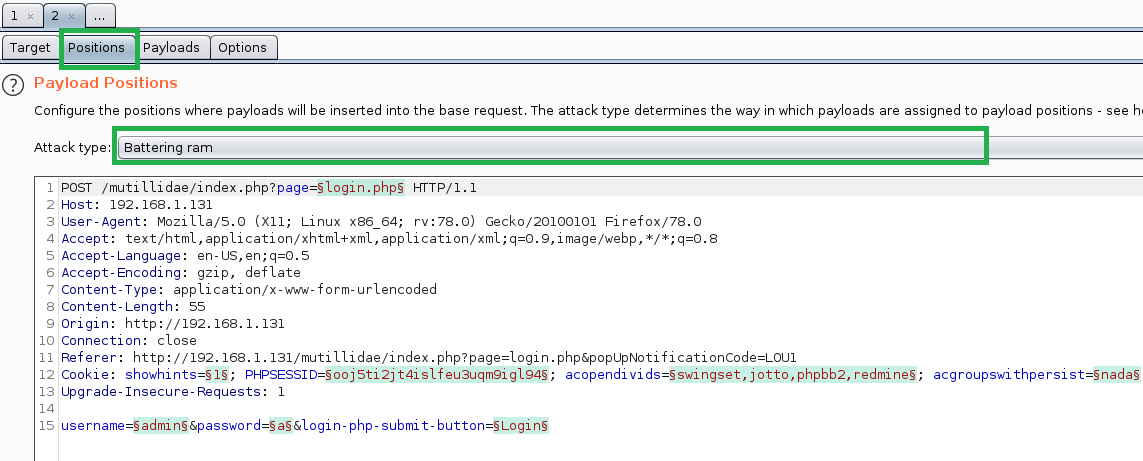 1 × 2 × ...
Target Positions Payloads Options
? Payload Positions
Configure the positions where payloads will be inserted into the base request. The attack type determines the way in which payloads are assigned to payload positions - see he
Attack type: Battering ram
1 POST /mutillidae/index.php?page=§login.php§ HTTP/1.1
2 Host: 192.168.1.131
3 User-Agent: Mozilla/5.0 (X11; Linux x86_64; rv:78.0) Gecko/20100101 Firefox/78.0
4 Accept: text/html,application/xhtml+xml,application/xml;q=0.9,image/webp,*/*;q=0.8
5 Accept-Language: en-US,en;q=0.5
6 Accept-Encoding: gzip, deflate
7 Content-Type: application/x-www-form-urlencoded
8 Content-Length: 55
9 Origin: http://192.168.1.131
10 Connection: close
11 Referer: http://192.168.1.131/mutillidae/index.php?page=login.php&popUpNotificationCode=LOU1
12 Cookie: showhints=§1§; PHPSESSID=§ooj5ti2jt4islfeu3uqm9igl94§; acopendivids=§swingset,jotto,phpbb2,redmine§; acgroupswithpersist=§nada§
13 Upgrade-Insecure-Requests: 1
14
15 username=§admin§&password=§a§&login-php-submit-button=§Login§